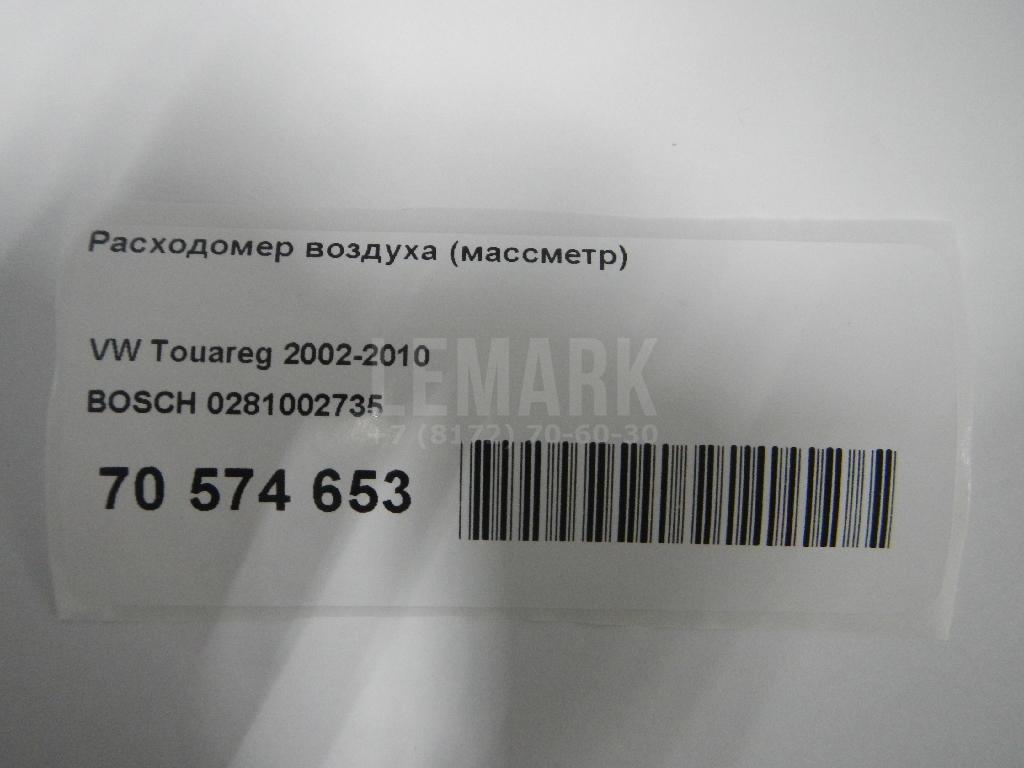 Расходомер воздуха (массметр)
VW Touareg 2002-2010
BOSCH 0281002735
LEMARK
+7 (8172) 70-60-30
70 574 653